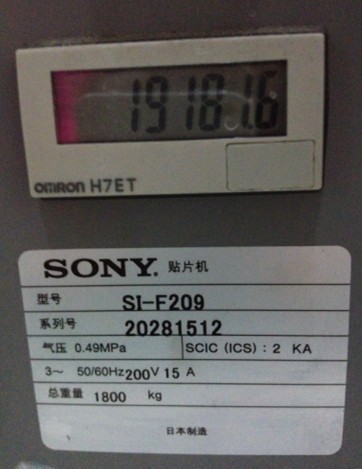 19181.6
OMRON H7ET
SONY. 贴片机
型号 SI-F209
系列号 20281512
气压 0.49MPa SCIC (ICS) : 2 KA
3～ 50/60Hz 200V 15 A
总重量 1800 kg
日本制造